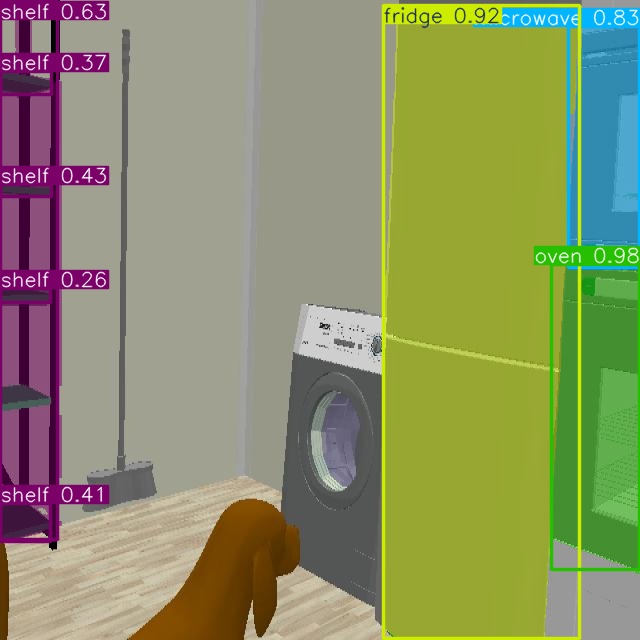 shelf 0.63
fridge 0.92
crowave 0.83
shelf 0.37
shelf 0.43
oven 0.98
shelf 0.26
shelf 0.41